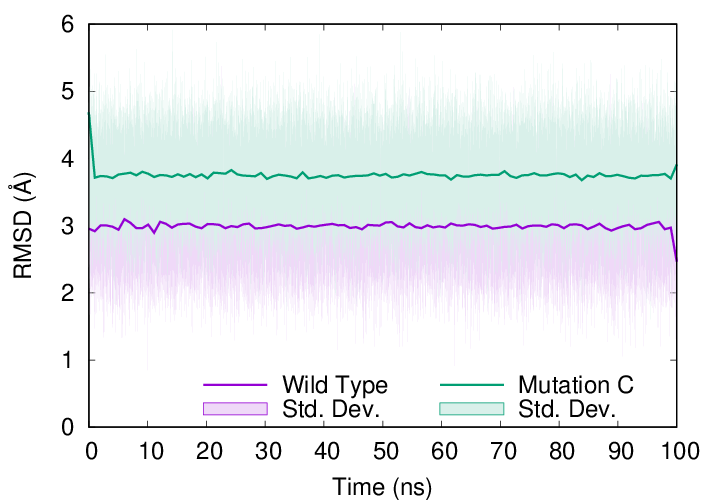 6
5
4
3
2
1
0
RMSD (Å)
0 10 20 30 40 50 60 70 80 90 100
Time (ns)
Wild Type
Std. Dev.
Mutation C
Std. Dev.